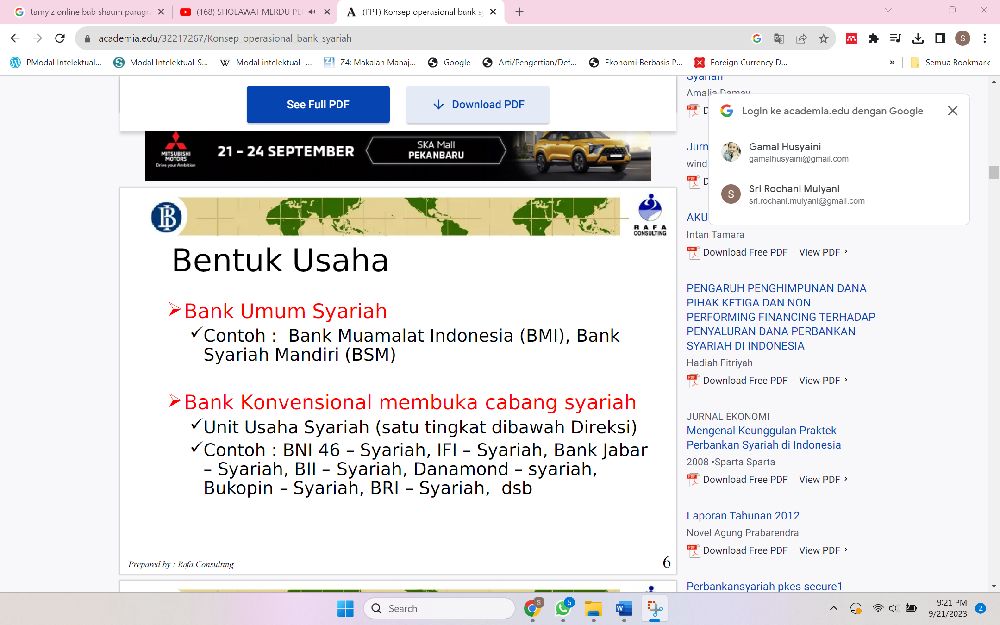 tamyiz online bab shaum paragra
(168) SHOLAWAT MERDU PE
(PPT) Konsep operasional bank s
academia.edu/32217267/Konsep_operasional_bank_syariah
S
PModal Intelektual...
Modal Intelektual-S...
Modal intelektual -...
Z4: Makalah Manaj...
Google
Arti/Pengertian/Def...
Ekonomi Berbasis P...
Foreign Currency D...
»
Semua Bookmark
See Full PDF
Download PDF
MITSUBISHI
MOTORS
Drive your Ambition
21 – 24 SEPTEMBER
SKA Mall
PEKANBARU
RAFA
CONSULTING
Bentuk Usaha
Bank Umum Syariah
Contoh : Bank Muamalat Indonesia (BMI), Bank
Syariah Mandiri (BSM)
Bank Konvensional membuka cabang syariah
Unit Usaha Syariah (satu tingkat dibawah Direksi)
Contoh : BNI 46 – Syariah, IFI – Syariah, Bank Jabar
– Syariah, BII – Syariah, Danamond – syariah,
Bukopin – Syariah, BRI – Syariah, dsb
Prepared by : Rafa Consulting
6
Syariah
Amalia Damay
D
Jurn
wind
D
AKU
Intan Tamara
Download Free PDF View PDF
PENGARUH PENGHIMPUNAN DANA
PIHAK KETIGA DAN NON
PERFORMING FINANCING TERHADAP
PENYALURAN DANA PERBANKAN
SYARIAH DI INDONESIA
Hadiah Fitriyah
Download Free PDF View PDF
JURNAL EKONOMI
Mengenal Keunggulan Praktek
Perbankan Syariah di Indonesia
2008 •Sparta Sparta
Download Free PDF View PDF
Laporan Tahunan 2012
Novel Agung Prabarendra
Download Free PDF View PDF
Perbankansyariah pkes secure1
Login ke academia.edu dengan Google
Gamal Husyaini
gamalhusyaini@gmail.com
S
Sri Rochani Mulyani
sri.rochani.mulyani@gmail.com
Search
S
5
W
9:21 PM
9/21/2023
2